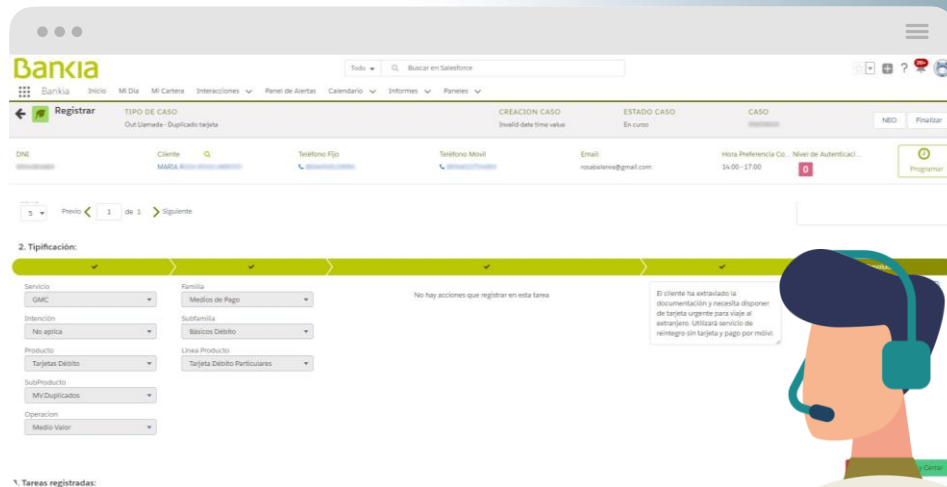 Bankia
Todo
Buscar en Salesforce
20+
?
Bankia Inicio Mi Día Mi Cartera Interacciones Panel de Alertas Calendario Informes Paneles
Registrar
TIPO DE CASO
Out Llamada - Duplicado tarjeta
CREACION CASO
Invalid date time value
ESTADO CASO
En curso
CASO
NEO
Finalizar
DNI
Cliente
MARIA
Teléfono Fijo
Teléfono Movil
Email
rosabelerea@gmail.com
Hora Preferencia Co...
14:00 - 17:00
Nivel de Autenticaci...
0
Programar
5 Previo 1 de 1 Siguiente
2. Tipificación:
Servicio
GMC
Familia
Medios de Pago
Intención
No aplica
Subfamilia
Básicos Débito
Producto
Tarjetas Débito
Linea Producto
Tarjeta Débito Particulares
SubProducto
MV:Duplicados
Operacion
Medio Valor
No hay acciones que registrar en esta tarea
El cliente ha extraviado la
documentación y necesita disponer
de tarjeta urgente para viaje al
extranjero. Utilizará servicio de
reintegro sin tarjeta y pago por móvil.
y Cerrar
Tareas registradas: